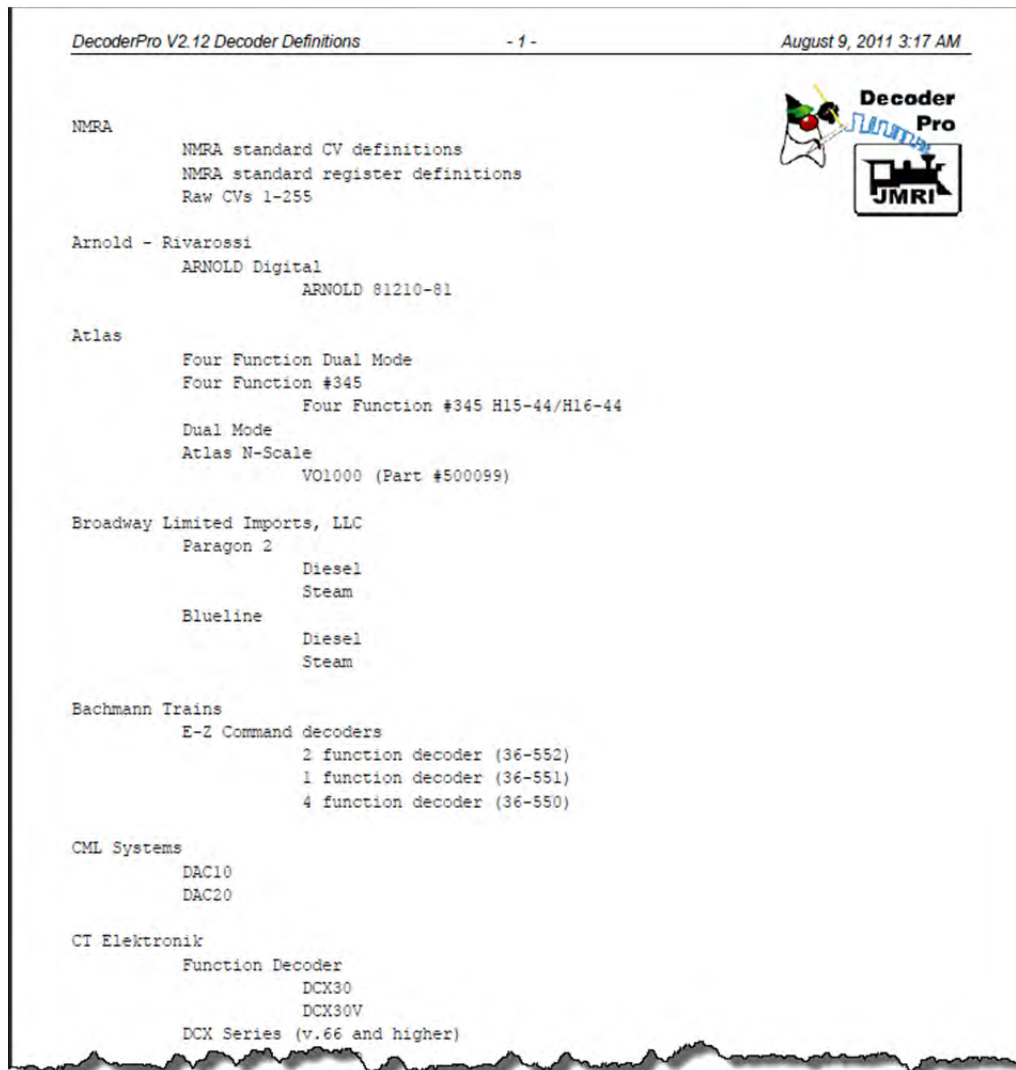 DecoderPro V2.12 Decoder Definitions - 1 - August 9, 2011 3:17 AM
Decoder
Pro
JMRI
NMRA
NMRA standard CV definitions
NMRA standard register definitions
Raw CVs 1-255
Arnold - Rivarossi
ARNOLD Digital
ARNOLD 81210-81
Atlas
Four Function Dual Mode
Four Function #345
Four Function #345 H15-44/H16-44
Dual Mode
Atlas N-Scale
VO1000 (Part #500099)
Broadway Limited Imports, LLC
Paragon 2
Diesel
Steam
Blueline
Diesel
Steam
Bachmann Trains
E-Z Command decoders
2 function decoder (36-552)
1 function decoder (36-551)
4 function decoder (36-550)
CML Systems
DAC10
DAC20
CT Elektronik
Function Decoder
DCX30
DCX30V
DCX Series (v.66 and higher)